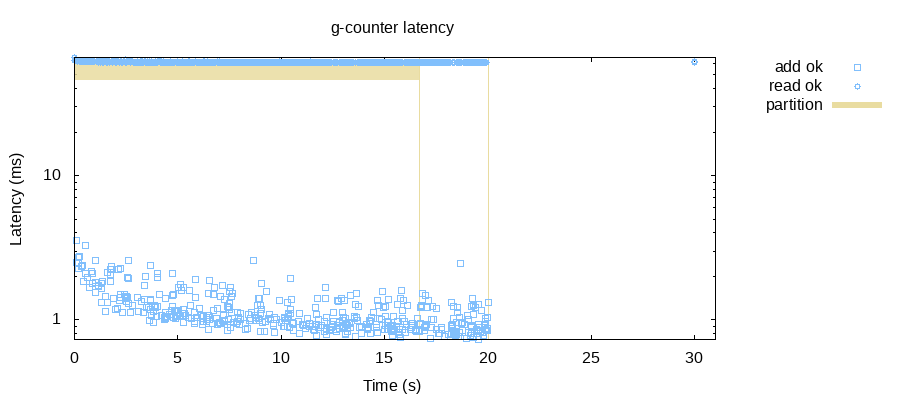 g-counter latency
add ok
read ok
partition
Latency (ms)
10
1
0 5 10 15 20 25 30
Time (s)